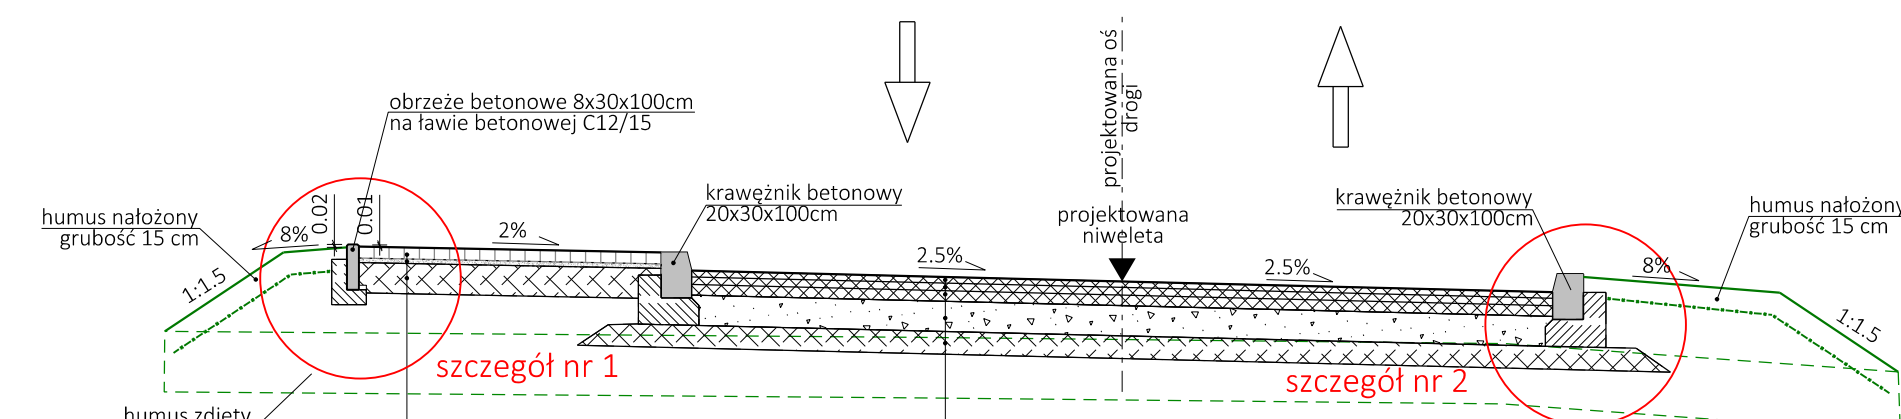 projektowana oś
drogi
obrzeże betonowe 8x30x100cm
na ławie betonowej C12/15
krawężnik betonowy
20x30x100cm
krawężnik betonowy
20x30x100cm
humus nałożony
grubość 15 cm
humus nałożony
grubość 15 cm
0.02
0.01
projektowana
niweleta
8%
2%
2.5%
2.5%
8%
1:1.5
1:1.5
szczegół nr 1
szczegół nr 2
humus zdjęty